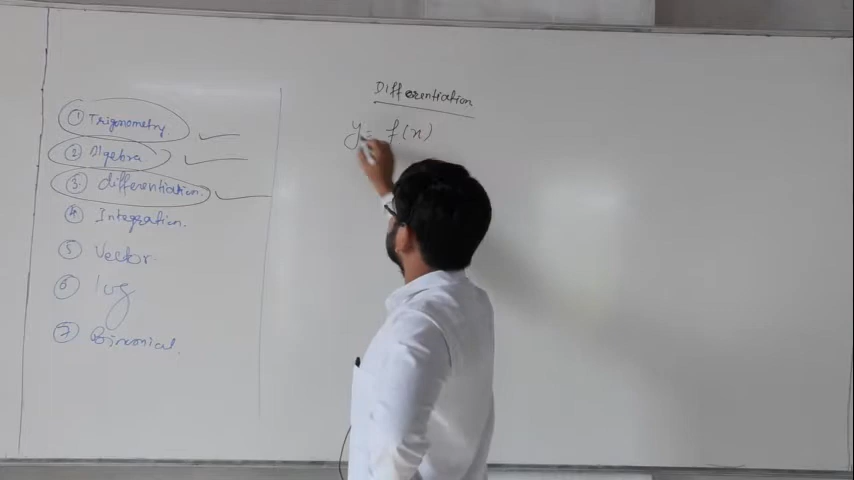 ① Trigonometry.
② Algebra
③ differentiation.
④ Integration.
⑤ Vector.
⑥ log
⑦ Binomial.
Differentiation
y = f(x)